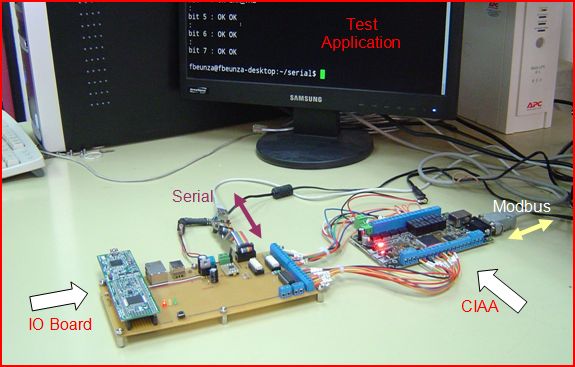 bit 5 : OK OK
:
bit 6 : OK OK
:
bit 7 : OK OK
fbeunza@fbeunza-desktop:~/serial$
Test
Application
SAMSUNG
APC
APC
Serial
Modbus
IO Board
CIAA